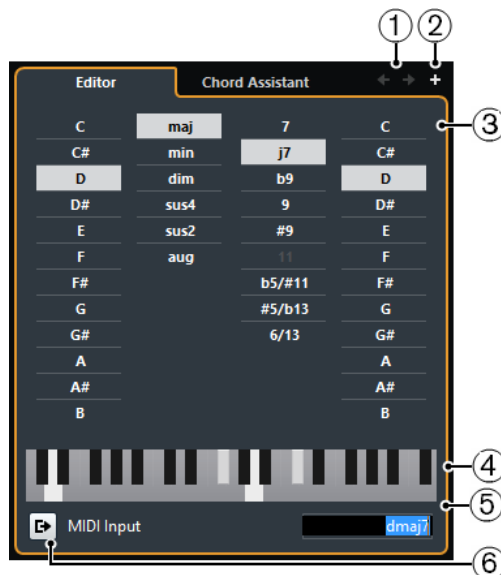 1 2
Editor Chord Assistant +
C maj 7 C 3
C# min j7 C#
D dim b9 D
D# sus4 9 D#
E sus2 #9 E
F aug 11 F
F# b5/#11 F#
G #5/b13 G
G# 6/13 G#
A A
A# A#
B B
4
5
MIDI Input dmaj7
6